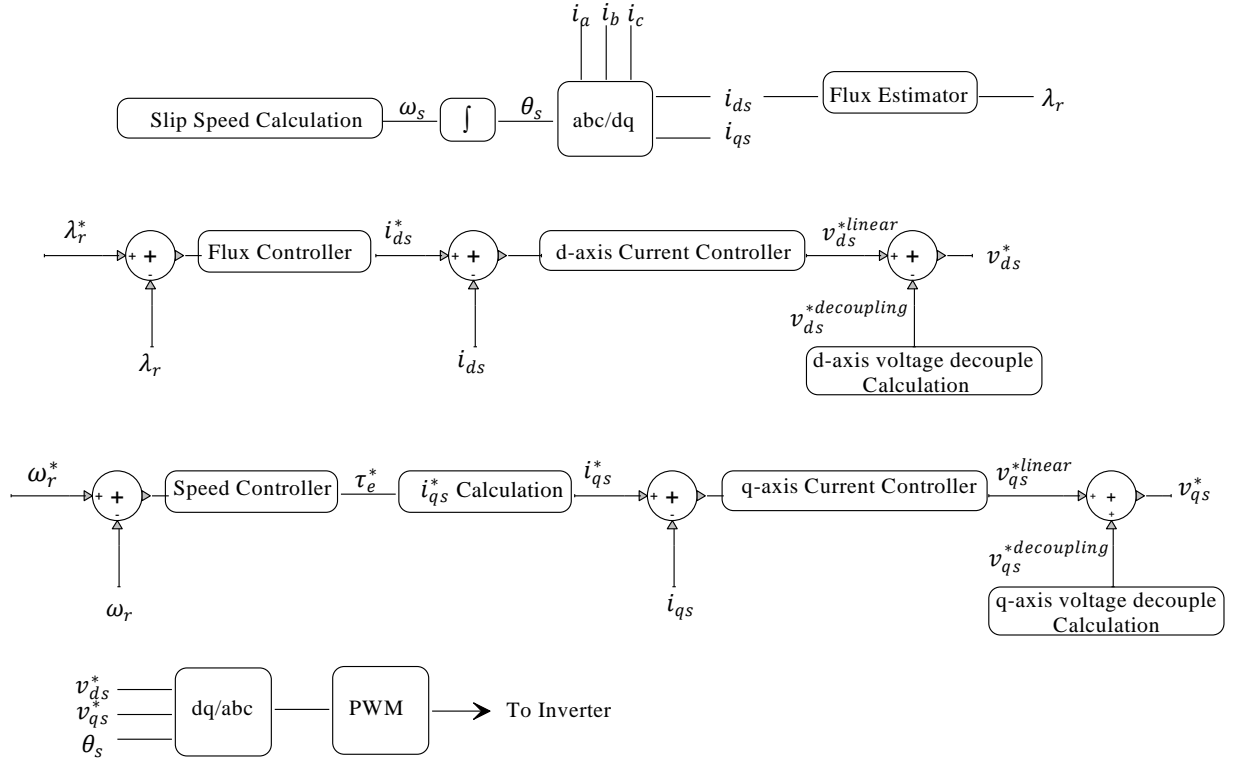 i_a i_b i_c
Slip Speed Calculation ω_s ∫ θ_s abc/dq i_ds Flux Estimator λ_r
i_qs
λ_r^* + + - Flux Controller i_ds^* + + - d-axis Current Controller v_ds^{*linear} + + - v_ds^*
v_ds^{*decoupling}
λ_r i_ds d-axis voltage decouple
Calculation
ω_r^* + + - Speed Controller τ_e^* i_qs^* Calculation i_qs^* + + - q-axis Current Controller v_qs^{*linear} + + + v_qs^*
v_qs^{*decoupling}
ω_r i_qs q-axis voltage decouple
Calculation
v_ds^*
v_qs^* dq/abc PWM To Inverter
θ_s